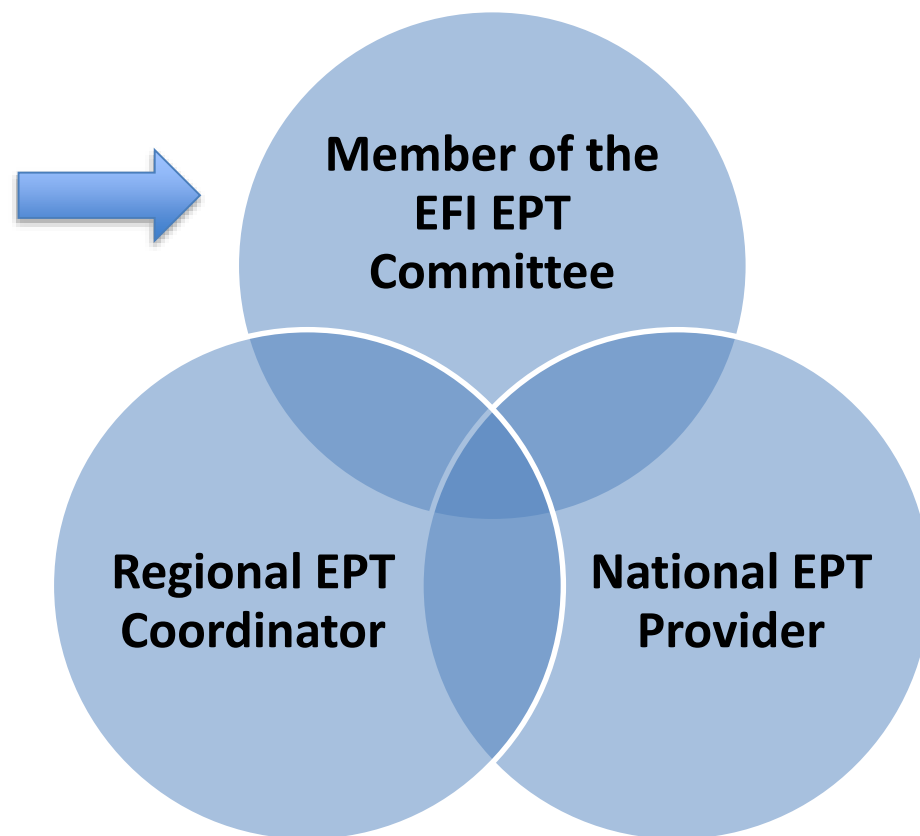 Member of the
EFI EPT
Committee
Regional EPT
Coordinator
National EPT
Provider